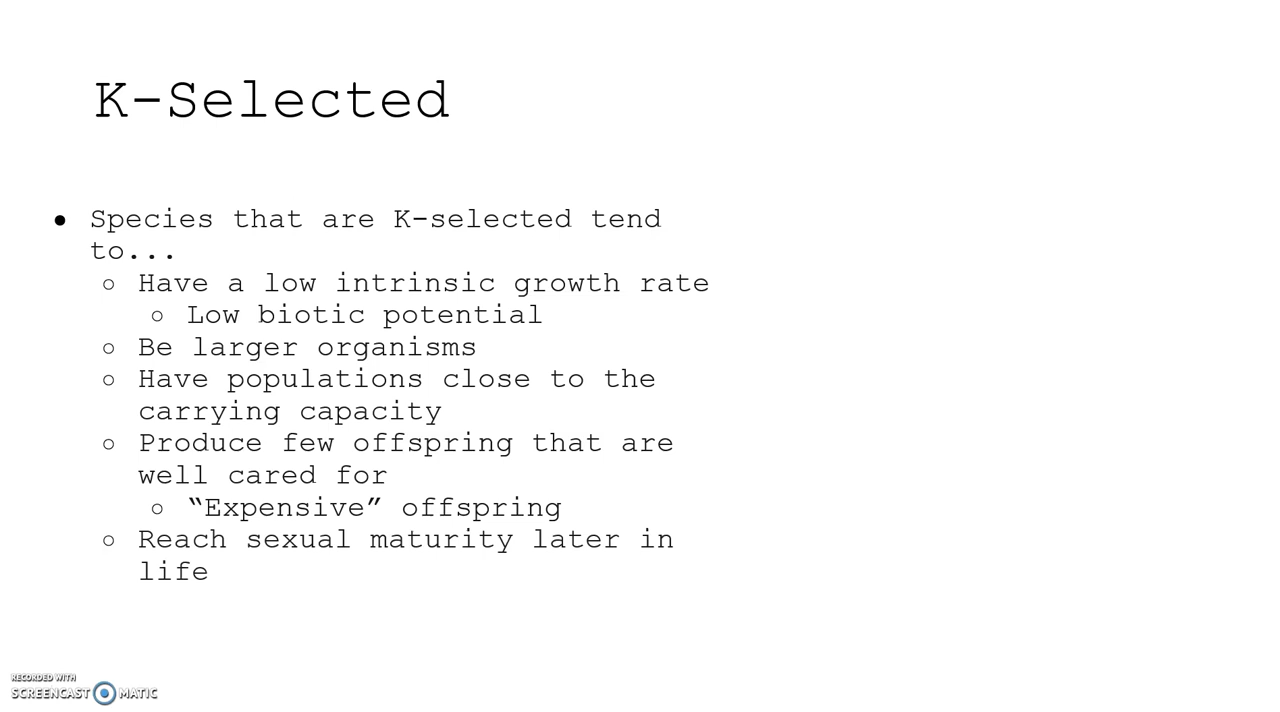 K-Selected
● Species that are K-selected tend
to...
○ Have a low intrinsic growth rate
○ Low biotic potential
○ Be larger organisms
○ Have populations close to the
carrying capacity
○ Produce few offspring that are
well cared for
○ “Expensive” offspring
○ Reach sexual maturity later in
life
RECORDED WITH
SCREENCAST MATIC